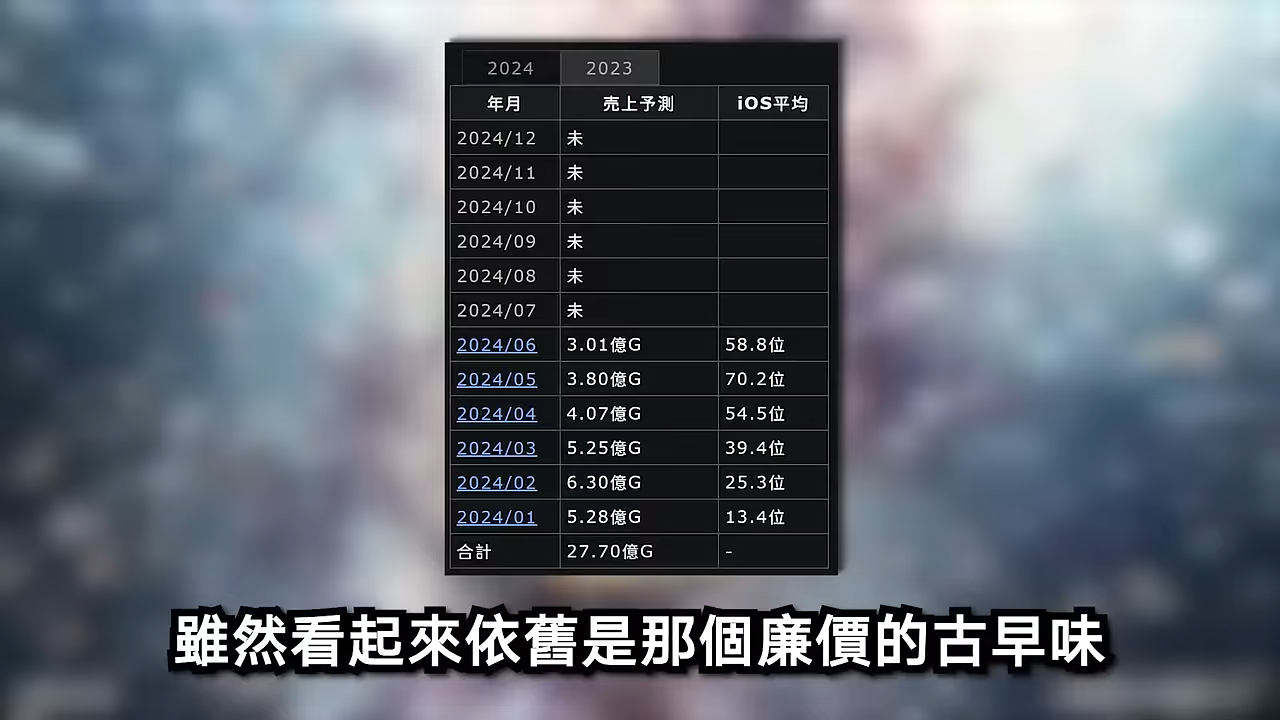 2024 2023
年月 売上予測 iOS平均
2024/12 未
2024/11 未
2024/10 未
2024/09 未
2024/08 未
2024/07 未
2024/06 3.01億G 58.8位
2024/05 3.80億G 70.2位
2024/04 4.07億G 54.5位
2024/03 5.25億G 39.4位
2024/02 6.30億G 25.3位
2024/01 5.28億G 13.4位
合計 27.70億G -
雖然看起來依舊是那個廉價的古早味